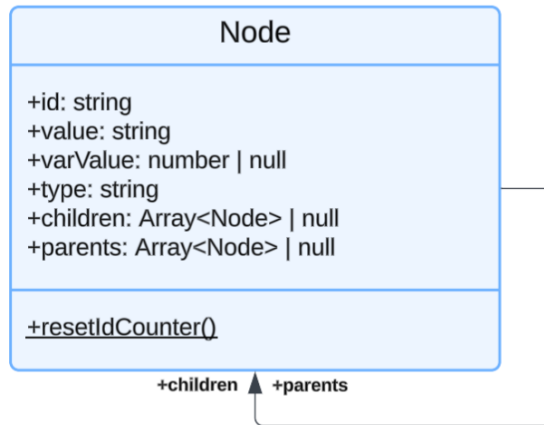 Node
+id: string
+value: string
+varValue: number | null
+type: string
+children: Array<Node> | null
+parents: Array<Node> | null
+resetIdCounter()
+children +parents